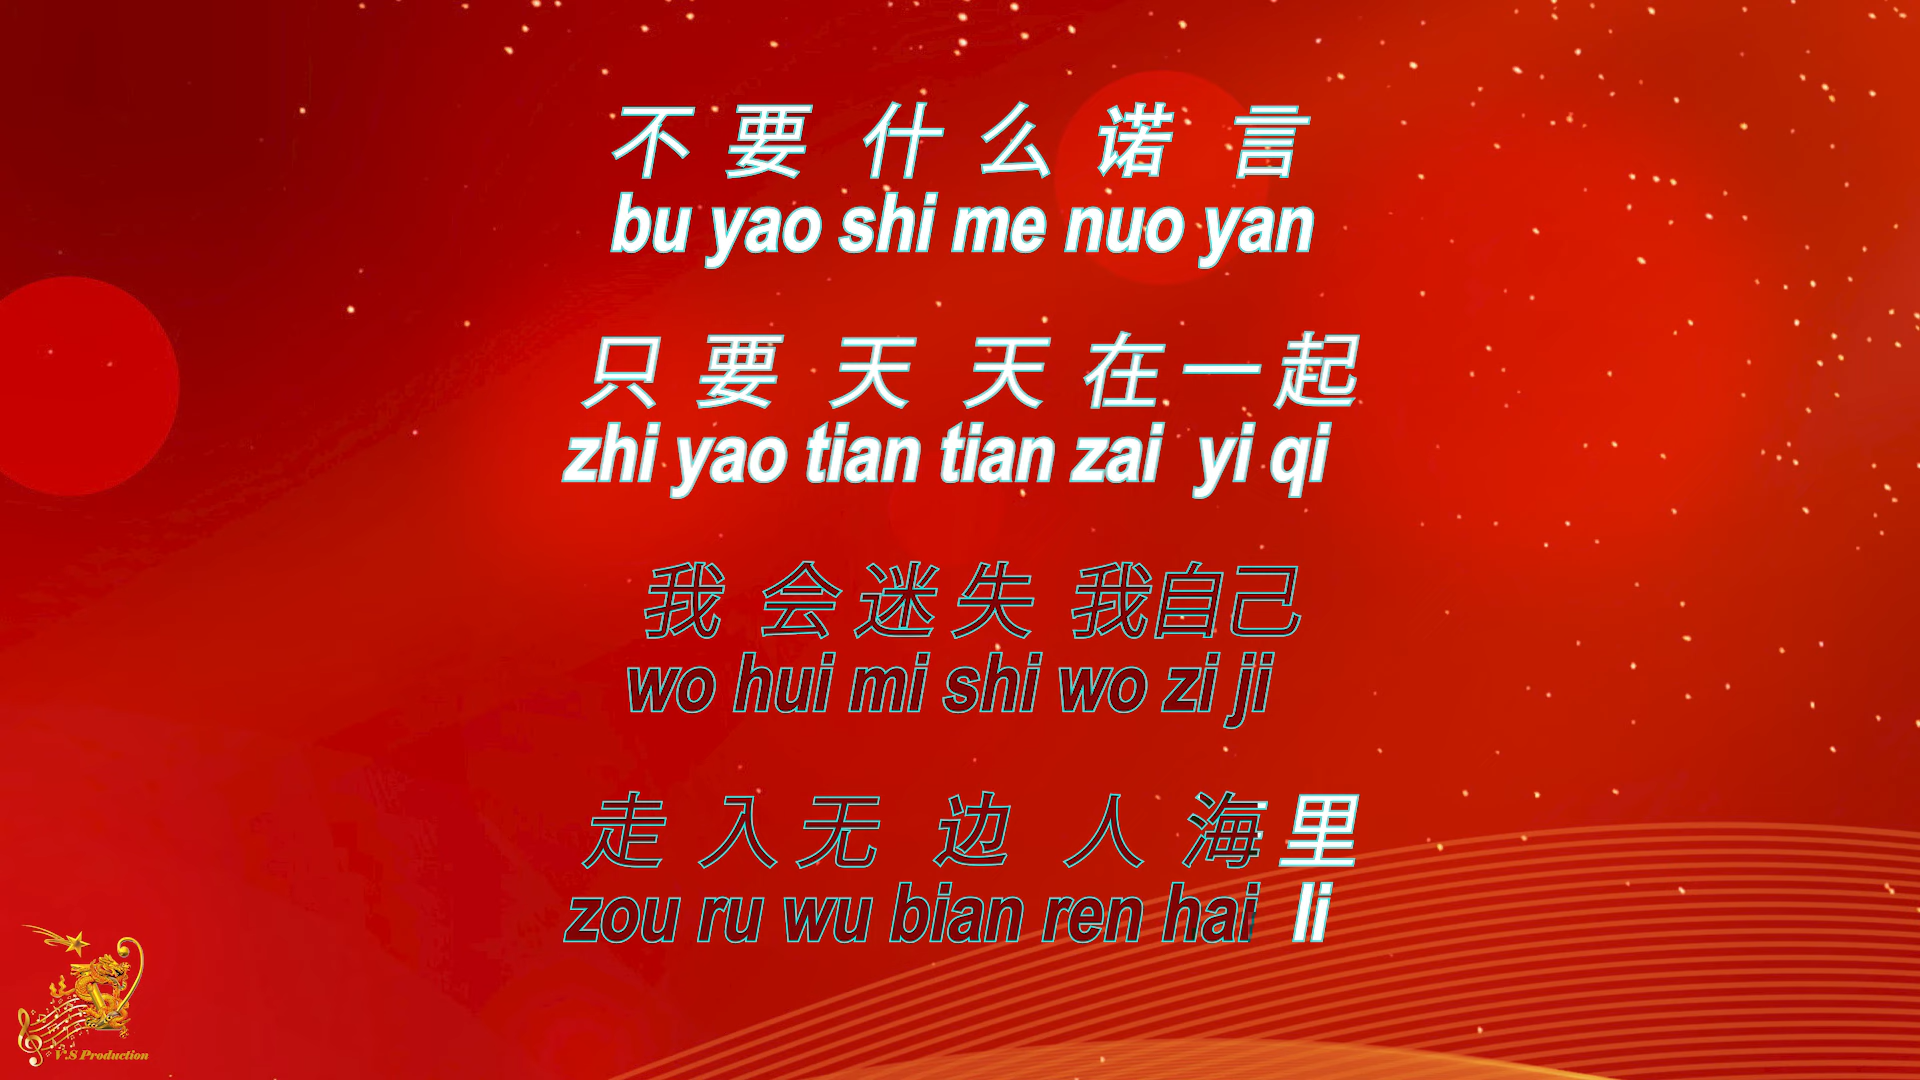 不 要 什 么 诺 言
bu yao shi me nuo yan
只 要 天 天 在 一 起
zhi yao tian tian zai yi qi
我 会 迷 失 我 自 己
wo hui mi shi wo zi ji
走 入 无 边 人 海 里
zou ru wu bian ren hai li
V.S Production